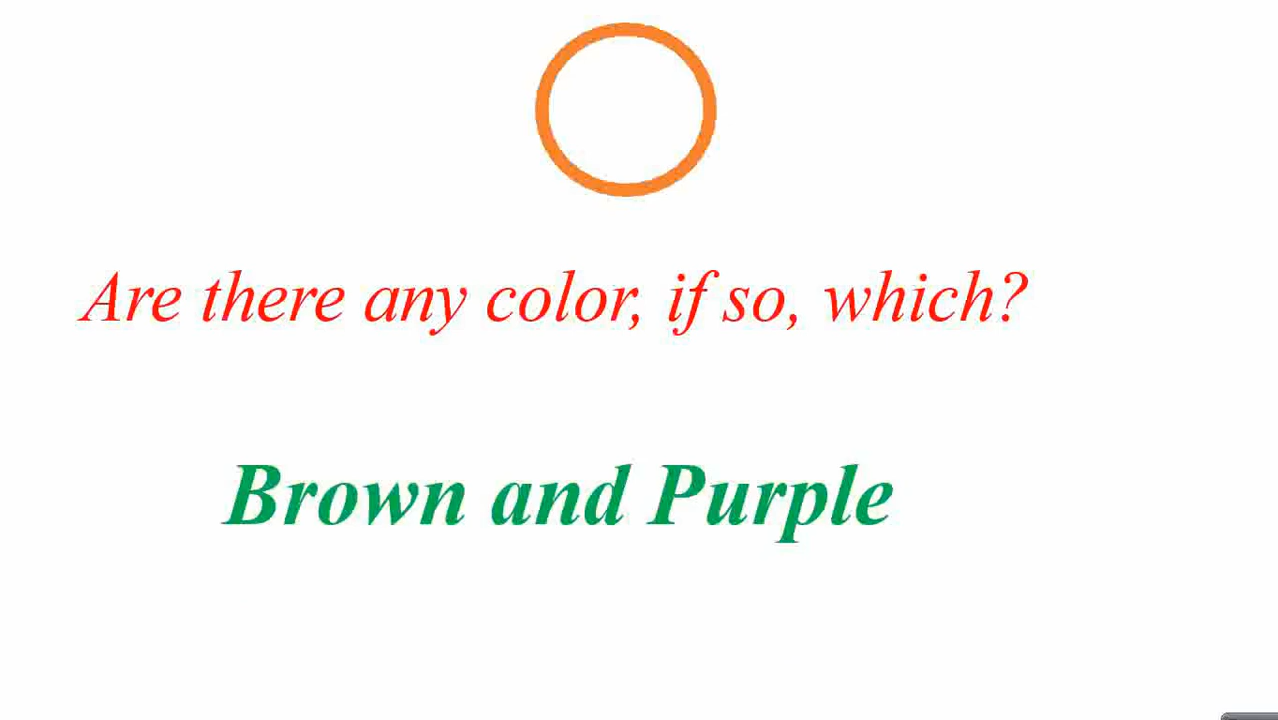 Are there any color, if so, which?
Brown and Purple